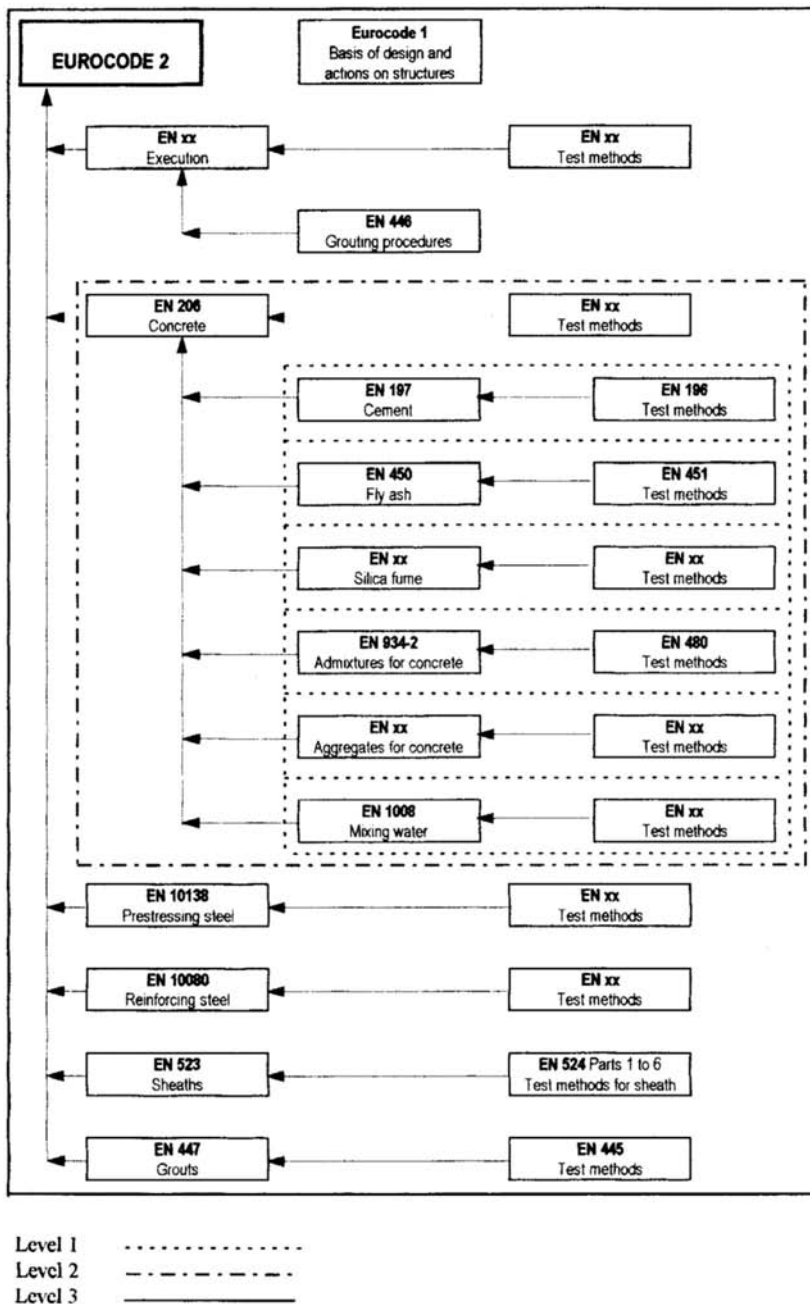 EUROCODE 2
Eurocode 1
Basis of design and
actions on structures
EN xx
Execution
EN xx
Test methods
EN 446
Grouting procedures
EN 206
Concrete
EN xx
Test methods
EN 197
Cement
EN 196
Test methods
EN 450
Fly ash
EN 451
Test methods
EN xx
Silica fume
EN xx
Test methods
EN 934-2
Admixtures for concrete
EN 480
Test methods
EN xx
Aggregates for concrete
EN xx
Test methods
EN 1008
Mixing water
EN xx
Test methods
EN 10138
Prestressing steel
EN xx
Test methods
EN 10080
Reinforcing steel
EN xx
Test methods
EN 523
Sheaths
EN 524 Parts 1 to 6
Test methods for sheath
EN 447
Grouts
EN 445
Test methods
Level 1
Level 2
Level 3